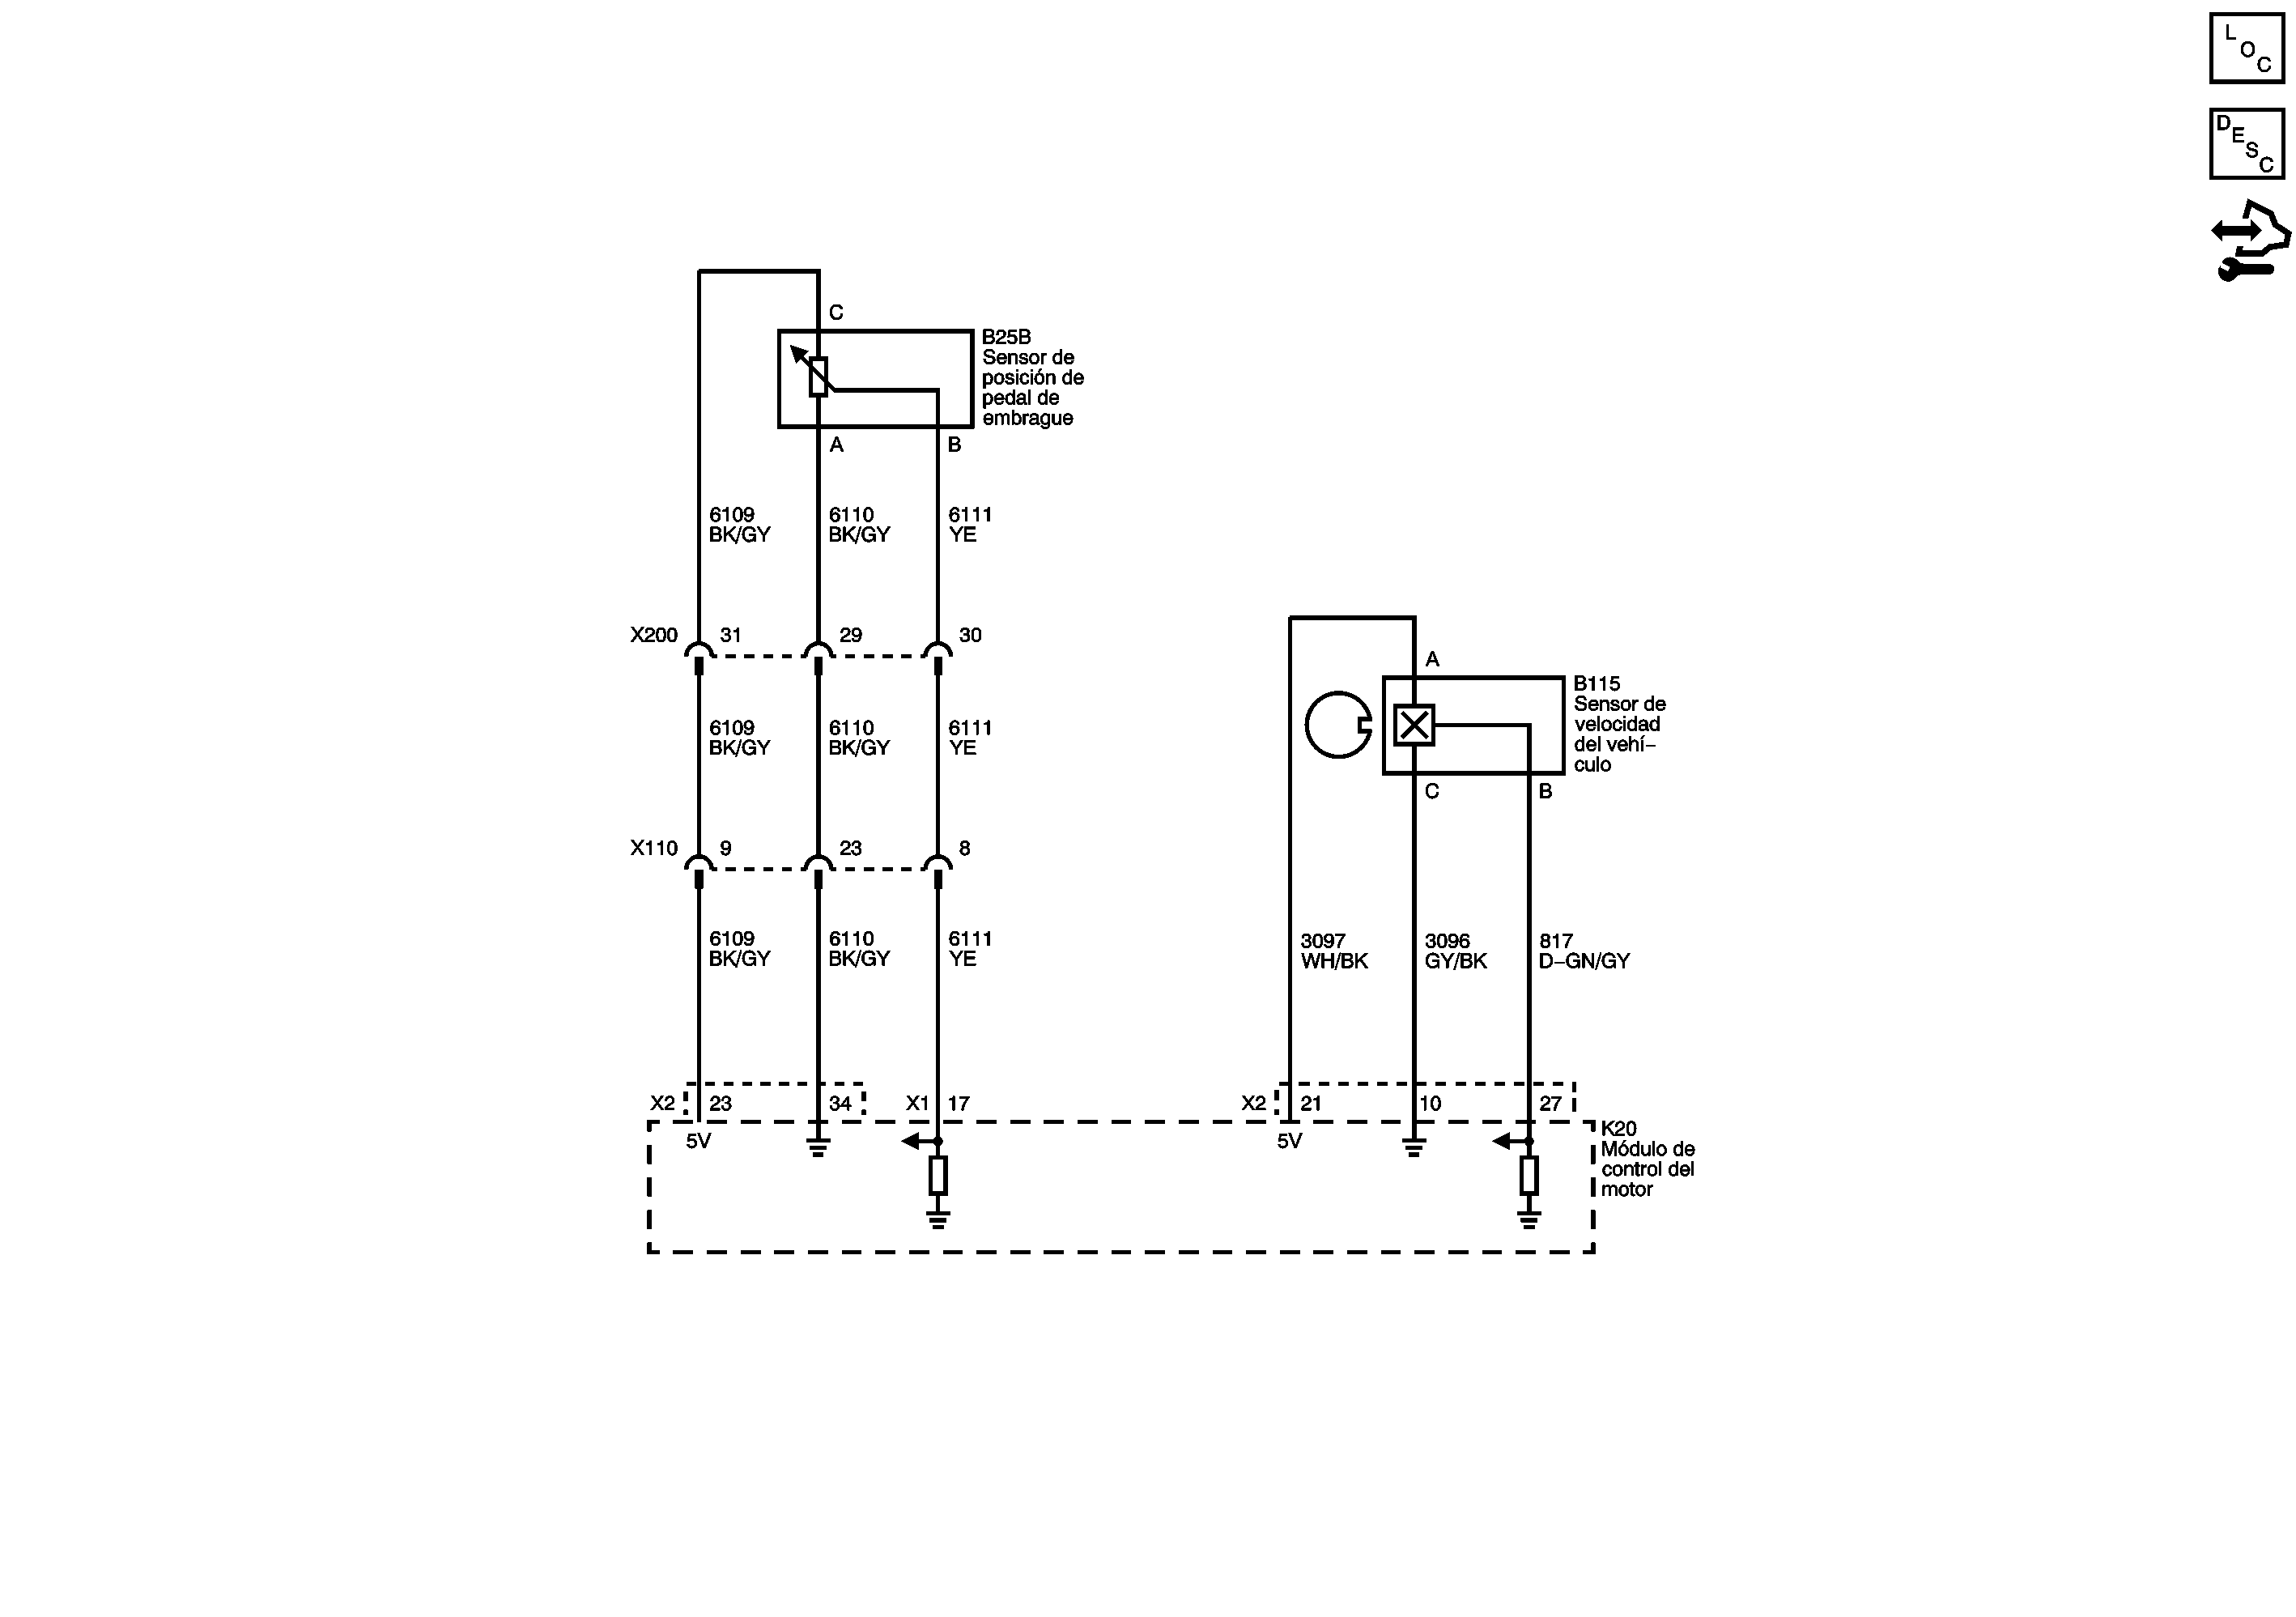 L
O
C
D
E
S
C
C
B25B
Sensor de
posición de
pedal de
embrague
A
B
6109
BK/GY
6110
BK/GY
6111
YE
X200
31
29
30
6109
BK/GY
6110
BK/GY
6111
YE
X110
9
23
8
6109
BK/GY
6110
BK/GY
6111
YE
A
B115
Sensor de
velocidad
del vehí–
culo
C
B
3097
WH/BK
3096
GY/BK
817
D–GN/GY
X2
23
34
X1
17
X2
21
10
27
5V
5V
K20
Módulo de
control del
motor